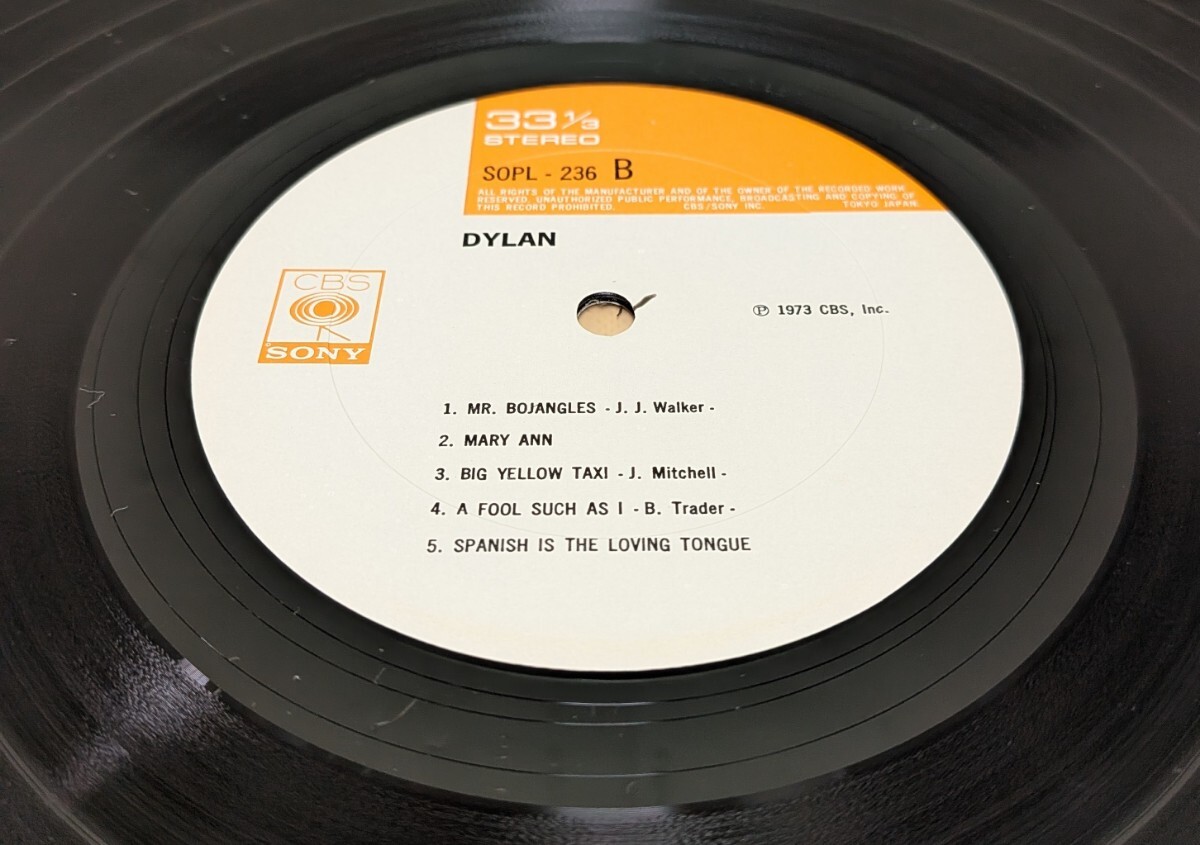 33 1/3
STEREO
SOPL - 236 B
ALL RIGHTS OF THE MANUFACTURER AND OF THE OWNER OF THE RECORDED WORK
RESERVED. UNAUTHORIZED PUBLIC PERFORMANCE, BROADCASTING AND COPYING OF
THIS RECORD PROHIBITED. CBS/SONY INC. TOKYO JAPAN.
DYLAN
CBS
SONY
℗ 1973 CBS, Inc.
1. MR. BOJANGLES - J. J. Walker -
2. MARY ANN
3. BIG YELLOW TAXI - J. Mitchell -
4. A FOOL SUCH AS I - B. Trader -
5. SPANISH IS THE LOVING TONGUE